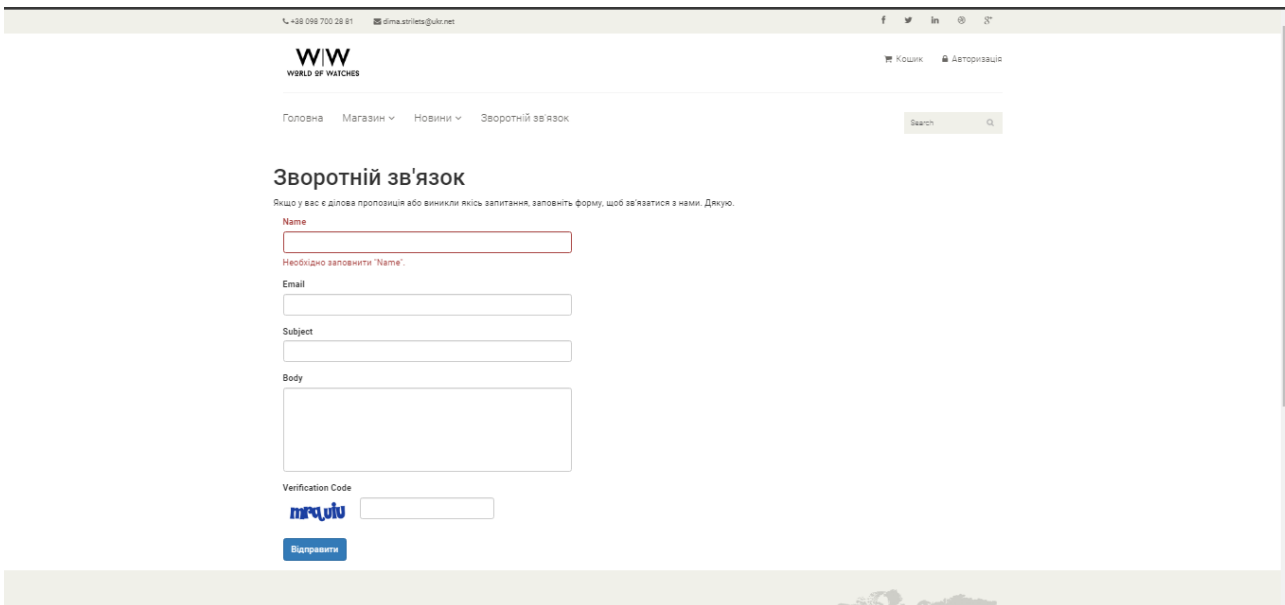 +38 098 700 28 81 dima.strilets@ukr.net
W|W
WORLD OF WATCHES
Кошик Авторизація
Головна Магазин Новини Зворотній зв'язок
Search
Зворотній зв'язок
Якщо у вас є ділова пропозиція або виникли якісь запитання, заповніть форму, щоб зв'язатися з нами. Дякую.
Name
Необхідно заповнити "Name".
Email
Subject
Body
Verification Code
Відправити